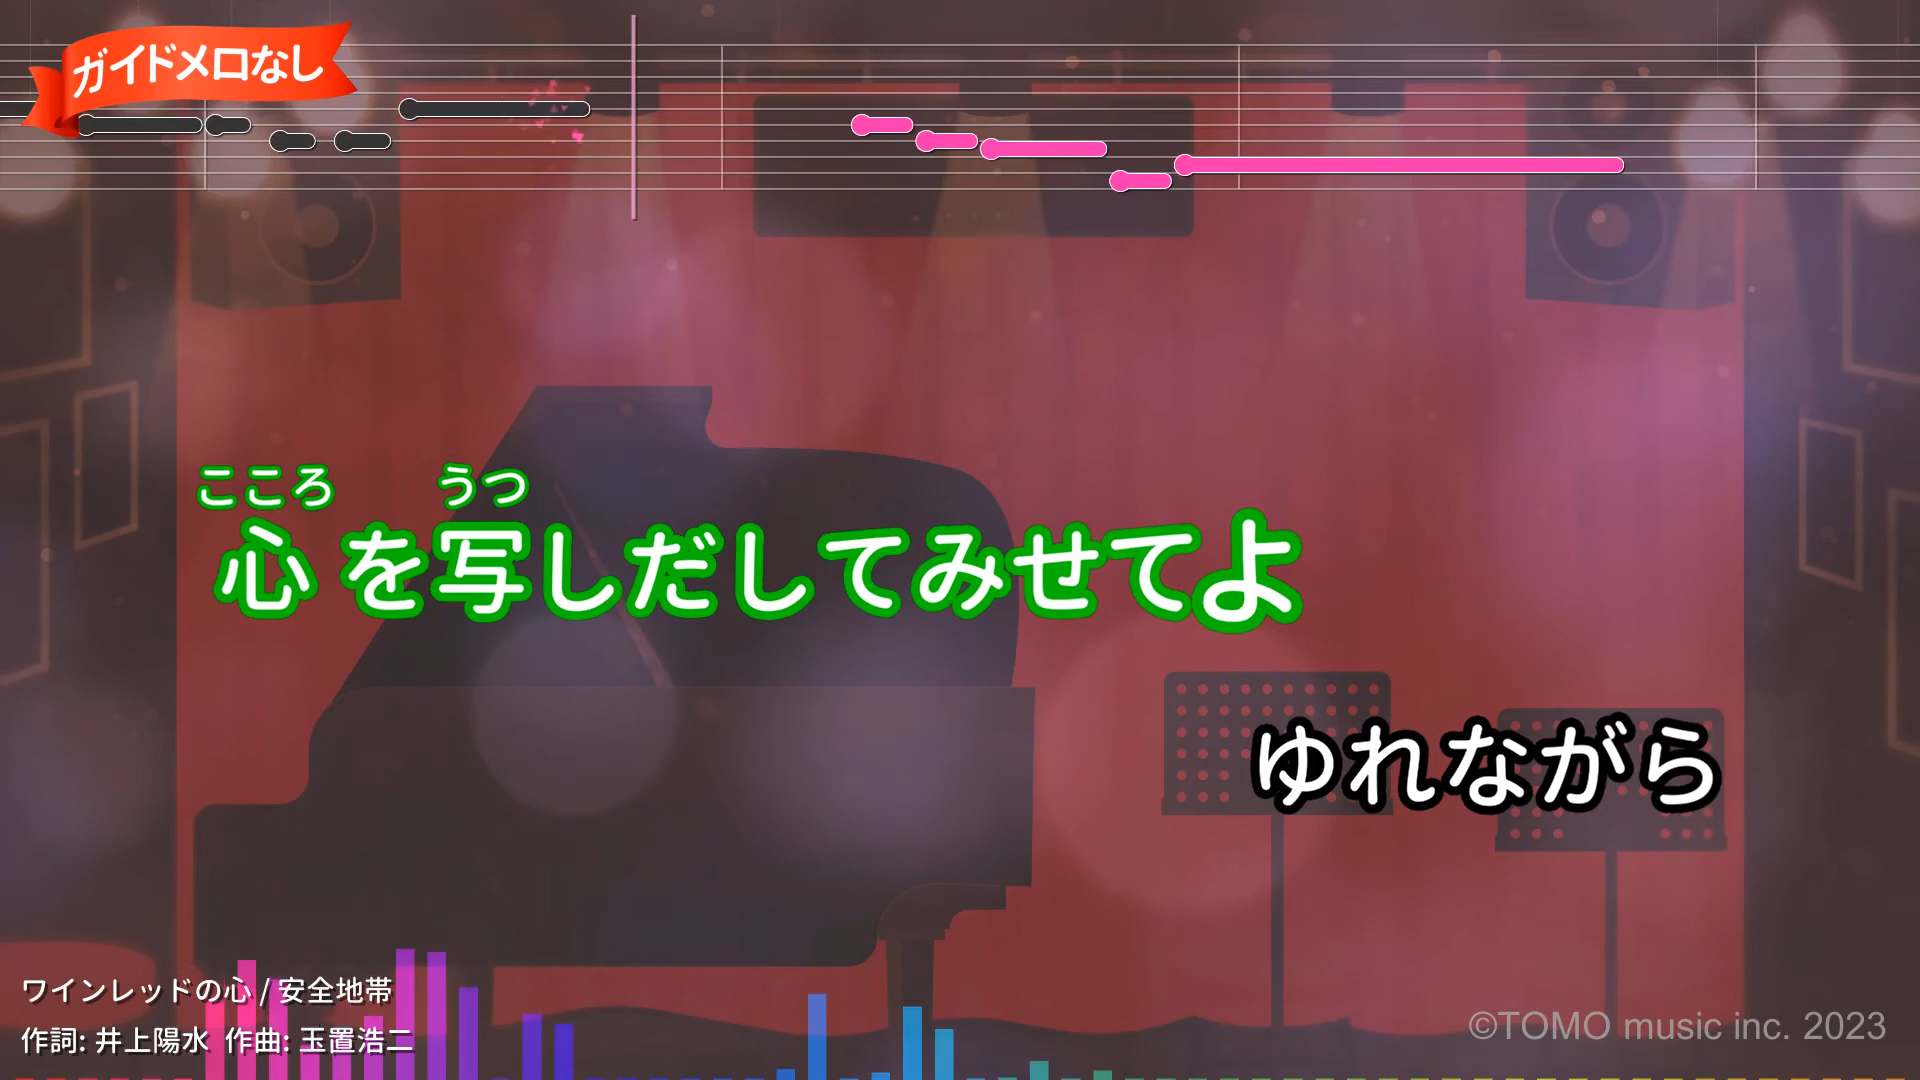 ガイドメロなし
こころ うつ
心を写しだしてみせてよ
ゆれながら
ワインレッドの心 / 安全地帯
作詞: 井上陽水 作曲: 玉置浩二
©TOMO music inc. 2023